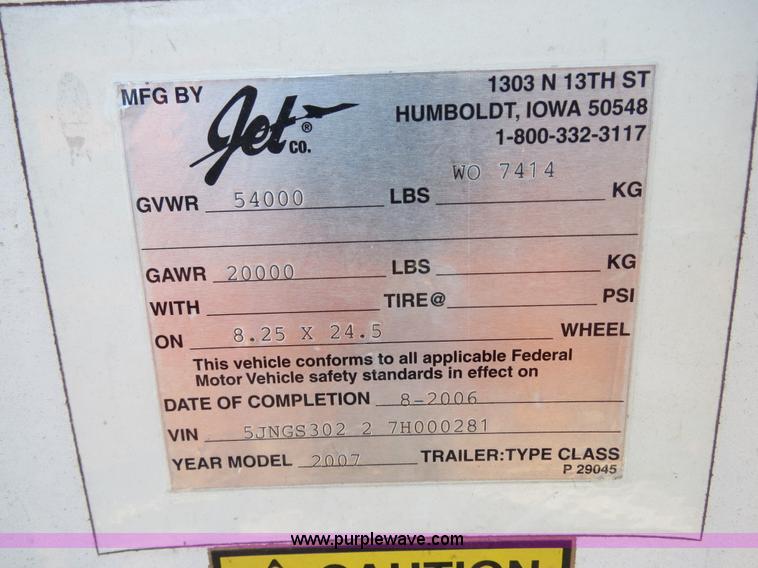 MFG BY Jet® CO. 1303 N 13TH ST
HUMBOLDT, IOWA 50548
1-800-332-3117
WO 7414
GVWR 54000 LBS KG
GAWR 20000 LBS KG
WITH TIRE@ PSI
ON 8.25 X 24.5 WHEEL
This vehicle conforms to all applicable Federal
Motor Vehicle safety standards in effect on
DATE OF COMPLETION 8-2006
VIN 5JNGS302 2 7H000281
YEAR MODEL 2007 TRAILER:TYPE CLASS
P 29045
www.purplewave.com
CAUTION